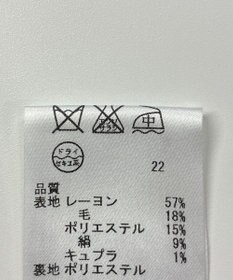 中
ドライ
セキユ系
22
品質
表地 レーヨン 57%
毛 18%
ポリエステル 15%
絹 9%
キュプラ 1%
裏地 ポリエステル